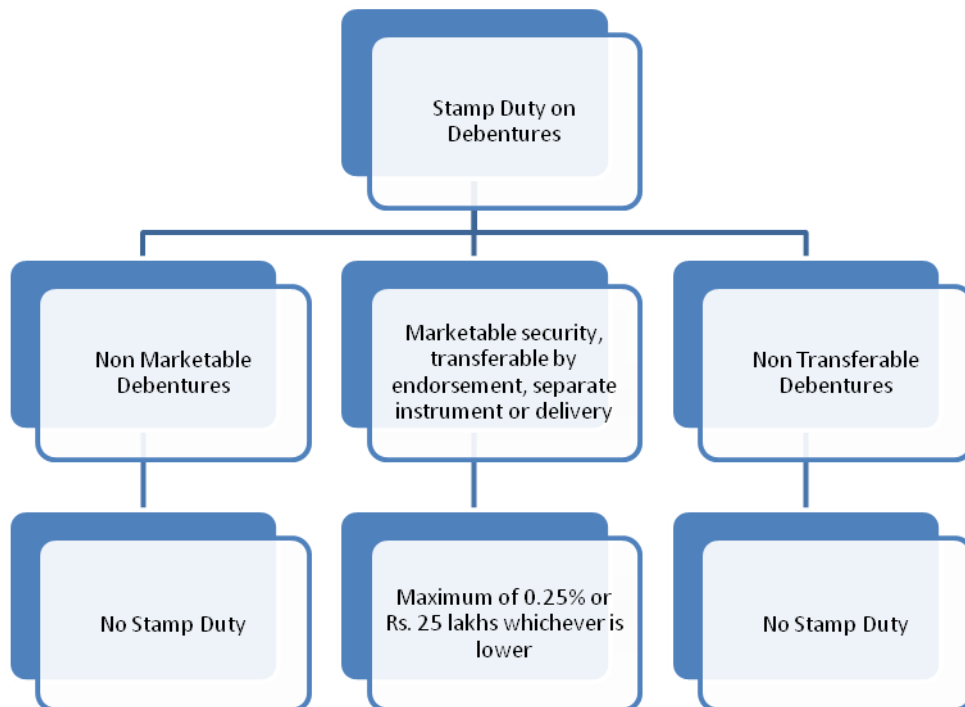 Stamp Duty on
Debentures
Non Marketable
Debentures
Marketable security,
transferable by
endorsement, separate
instrument or delivery
Non Transferable
Debentures
No Stamp Duty
Maximum of 0.25% or
Rs. 25 lakhs whichever is
lower
No Stamp Duty